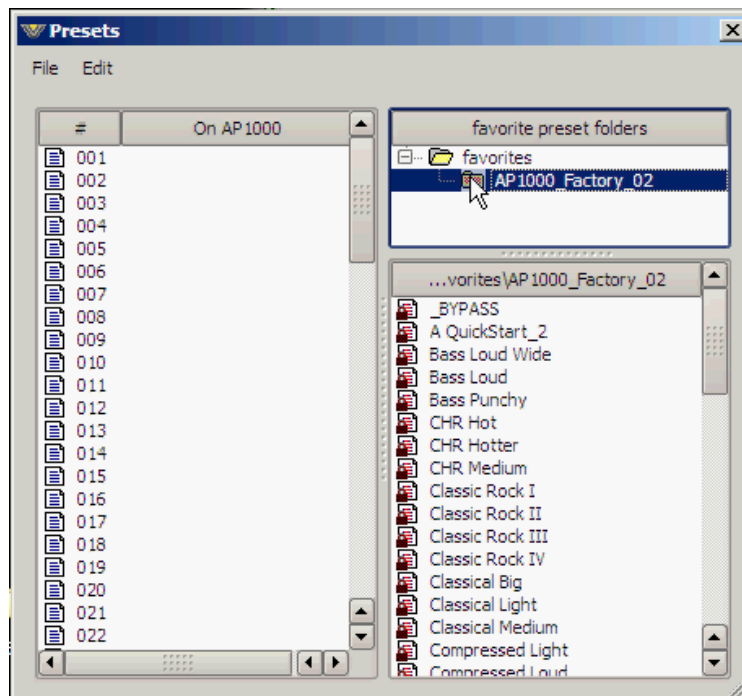 Presets
File Edit
# On AP1000
001
002
003
004
005
006
007
008
009
010
011
012
013
014
015
016
017
018
019
020
021
022
favorite preset folders
favorites
AP1000_Factory_02
...vorites\AP1000_Factory_02
_BYPASS
A QuickStart_2
Bass Loud Wide
Bass Loud
Bass Punchy
CHR Hot
CHR Hotter
CHR Medium
Classic Rock I
Classic Rock II
Classic Rock III
Classic Rock IV
Classical Big
Classical Light
Classical Medium
Compressed Light
Compressed Loud